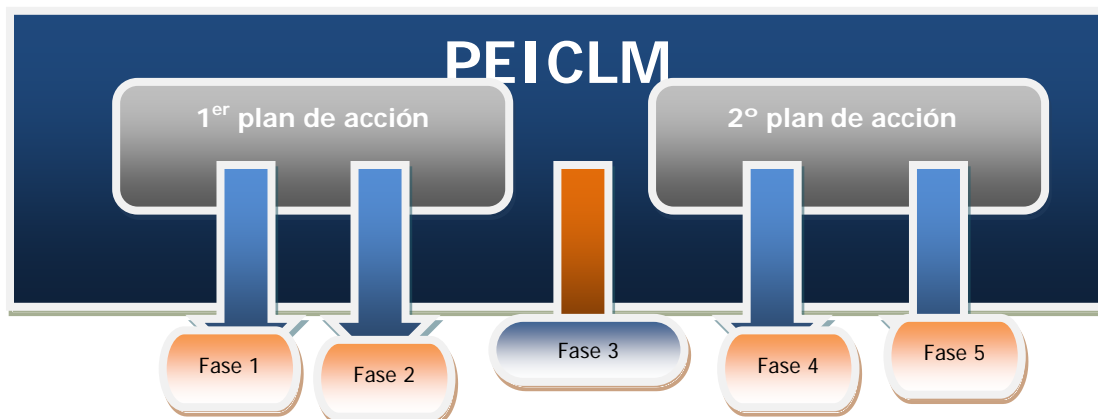 PEICLM
1er plan de acción
2º plan de acción
Fase 1
Fase 2
Fase 3
Fase 4
Fase 5